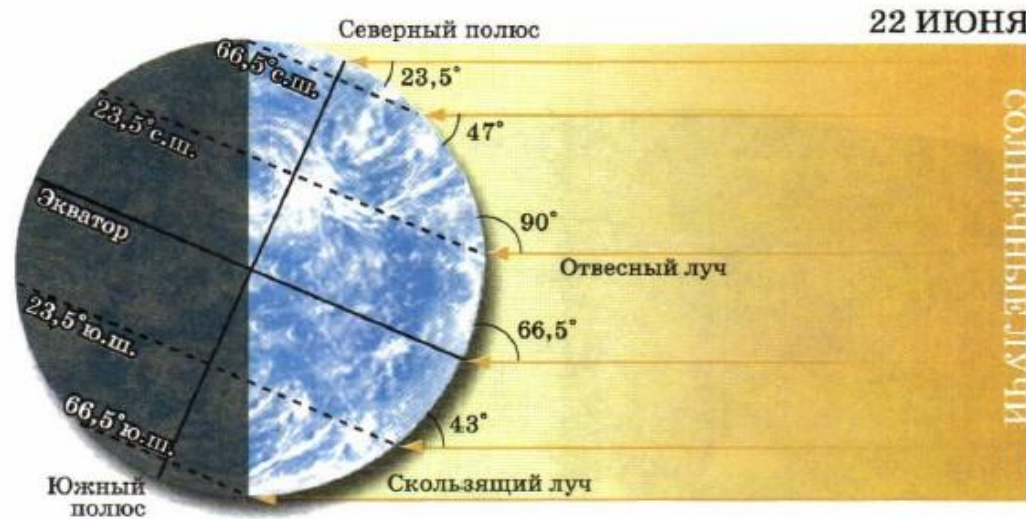 22 ИЮНЯ
Северный полюс
66,5°с.ш.
23,5°
23,5°с.ш.
47°
Экватор
90°
Отвесный луч
СОЛНЕЧНЫЕ ЛУЧИ
23,5°ю.ш.
66,5°
66,5°ю.ш.
43°
Южный
полюс
Скользящий луч